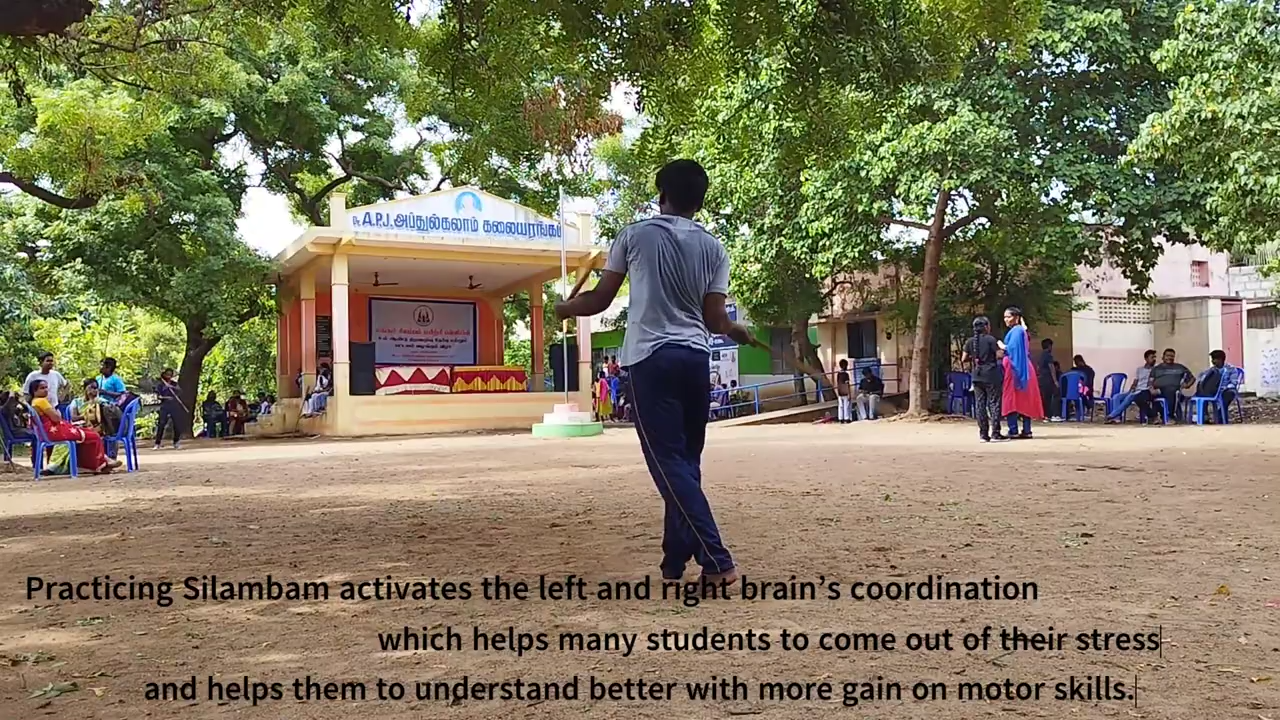 Dr. A.P.J. அப்துல்கலாம் கலையரங்கம்
Practicing Silambam activates the left and right brain’s coordination
which helps many students to come out of their stress
and helps them to understand better with more gain on motor skills.